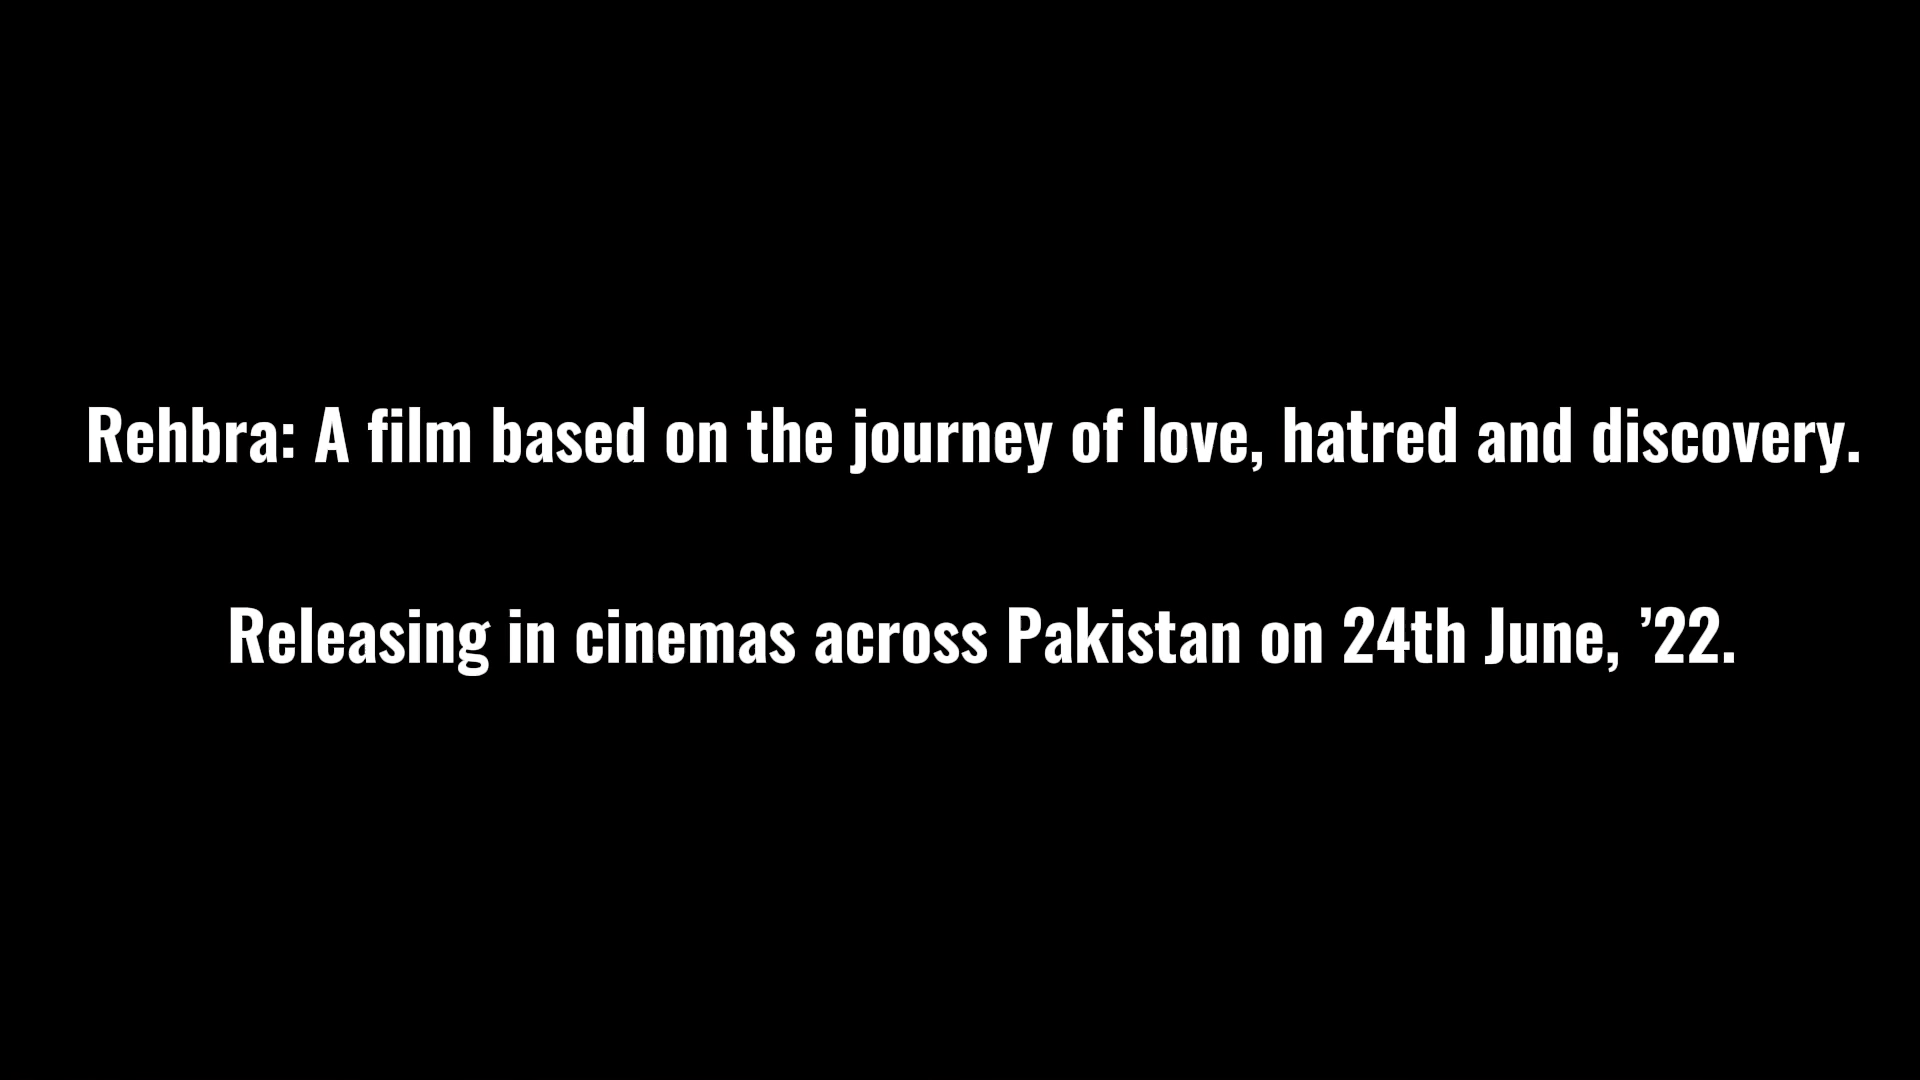 Rehbra: A film based on the journey of love, hatred and discovery.
Releasing in cinemas across Pakistan on 24th June, ’22.